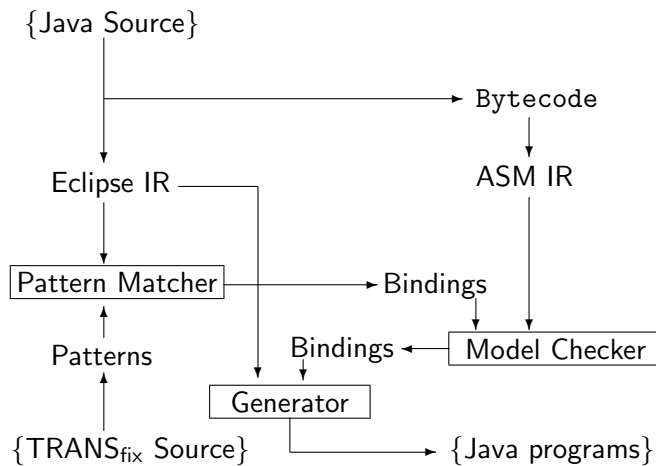 {Java Source}
Bytecode
Eclipse IR
ASM IR
Pattern Matcher
Bindings
Patterns
Bindings
Model Checker
Generator
{TRANSfix Source}
{Java programs}